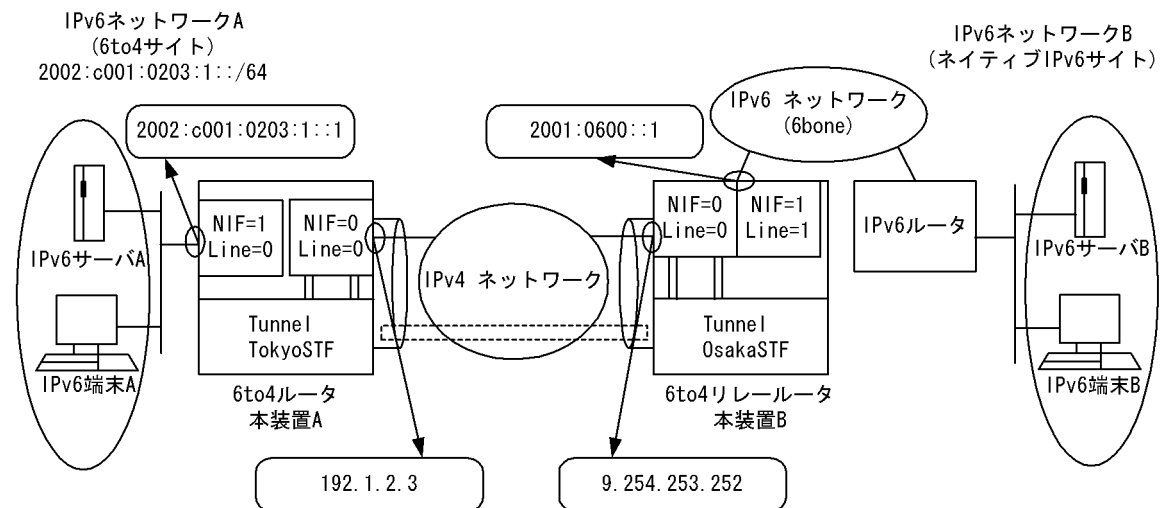 IPv6ネットワークA
(6to4サイト)
2002:c001:0203:1::/64
IPv6ネットワークB
(ネイティブIPv6サイト)
2002:c001:0203:1::1
2001:0600::1
IPv6 ネットワーク
(6bone)
NIF=1
Line=0
NIF=0
Line=0
IPv4 ネットワーク
NIF=0
Line=0
NIF=1
Line=1
IPv6ルータ
IPv6サーバA
IPv6サーバB
Tunnel
TokyoSTF
Tunnel
OsakaSTF
IPv6端末A
IPv6端末B
6to4ルータ
本装置A
6to4リレールータ
本装置B
192.1.2.3
9.254.253.252